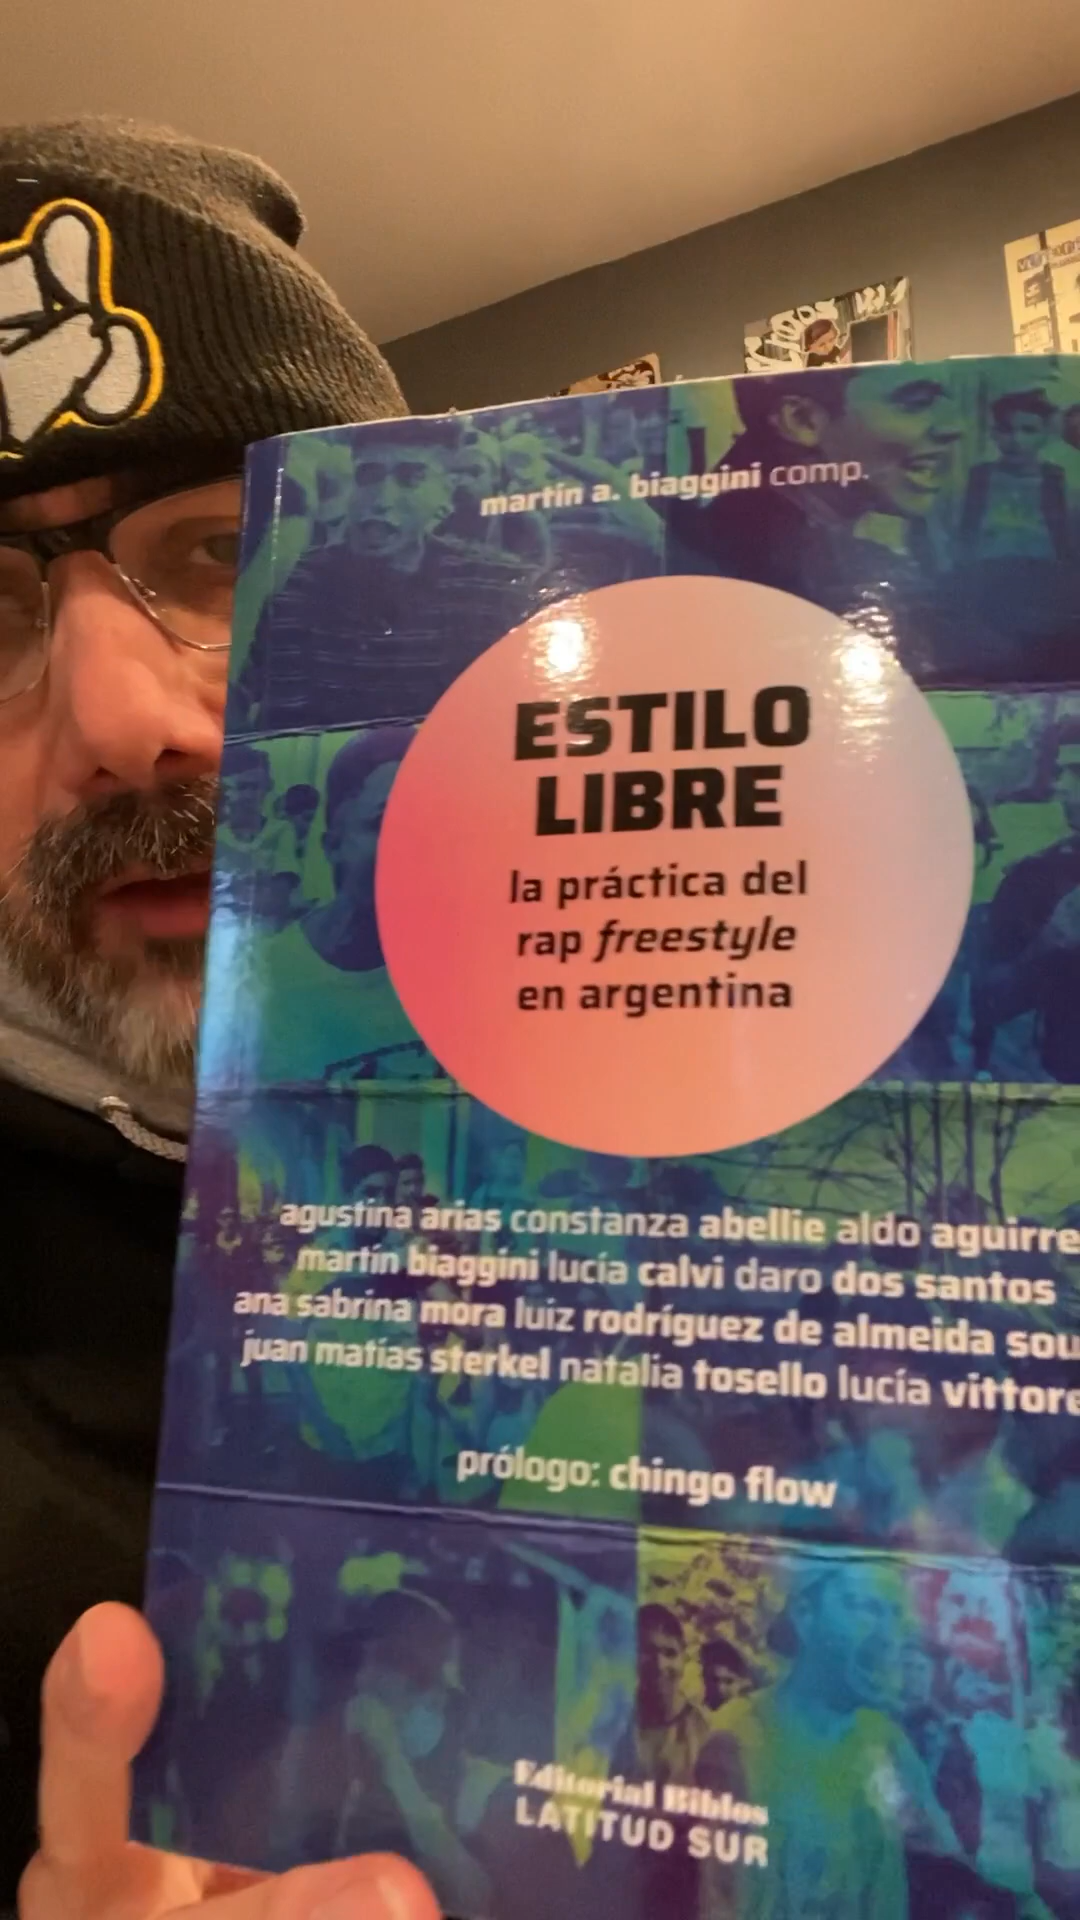 martín a. biaggini comp.
ESTILO
LIBRE
la práctica del
rap freestyle
en argentina
agustina arias constanza abellie aldo aguirre
martín biaggini lucía calvi daro dos santos
ana sabrina mora luiz rodríguez de almeida sou
juan matías sterkel natalia tosello lucía vittore
prólogo: chingo flow
Editorial Biblos
LATITUD SUR